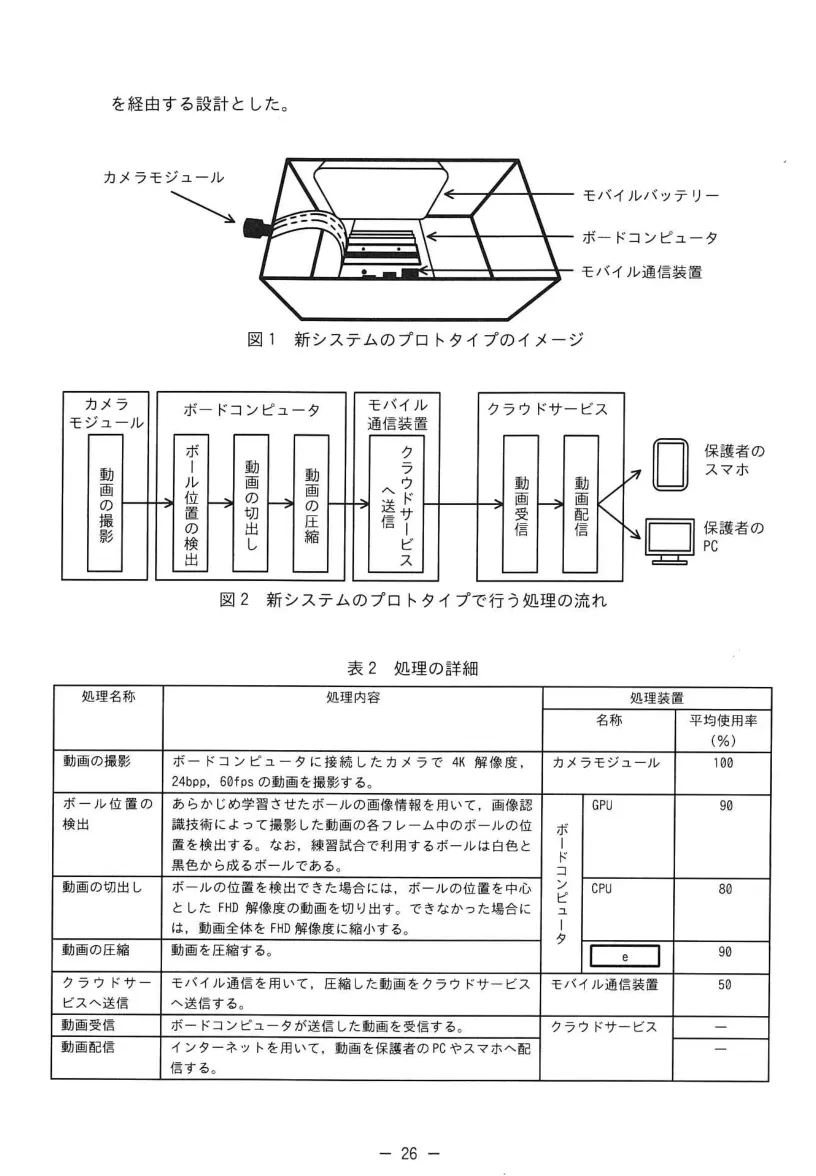 を経由する設計とした。
カメラモジュール
モバイルバッテリー
ボードコンピュータ
モバイル通信装置
図1 新システムのプロトタイプのイメージ
カメラ
モジュール
動画の撮影
ボードコンピュータ
ボール位置の検出
動画の切出し
動画の圧縮
モバイル
通信装置
クラウドサービス
へ送信
クラウドサービス
動画受信
動画配信
保護者の
スマホ
保護者の
PC
図2 新システムのプロトタイプで行う処理の流れ
表2 処理の詳細
処理名称 処理内容 処理装置
名称 平均使用率
(%)
動画の撮影 ボードコンピュータに接続したカメラで 4K 解像度, カメラモジュール 100
24bpp, 60fps の動画を撮影する。
ボール位置の あらかじめ学習させたボールの画像情報を用いて,画像認 ボードコンピュータ GPU 90
検出 識技術によって撮影した動画の各フレーム中のボールの位
置を検出する。なお,練習試合で利用するボールは白色と
黒色から成るボールである。
動画の切出し ボールの位置を検出できた場合には,ボールの位置を中心 CPU 80
とした FHD 解像度の動画を切り出す。できなかった場合に
は,動画全体を FHD 解像度に縮小する。
動画の圧縮 動画を圧縮する。 e 90
クラウドサー モバイル通信を用いて,圧縮した動画をクラウドサービス モバイル通信装置 50
ビスへ送信 へ送信する。
動画受信 ボードコンピュータが送信した動画を受信する。 クラウドサービス ―
動画配信 インターネットを用いて,動画を保護者の PC やスマホへ配 ―
信する。
― 26 ―